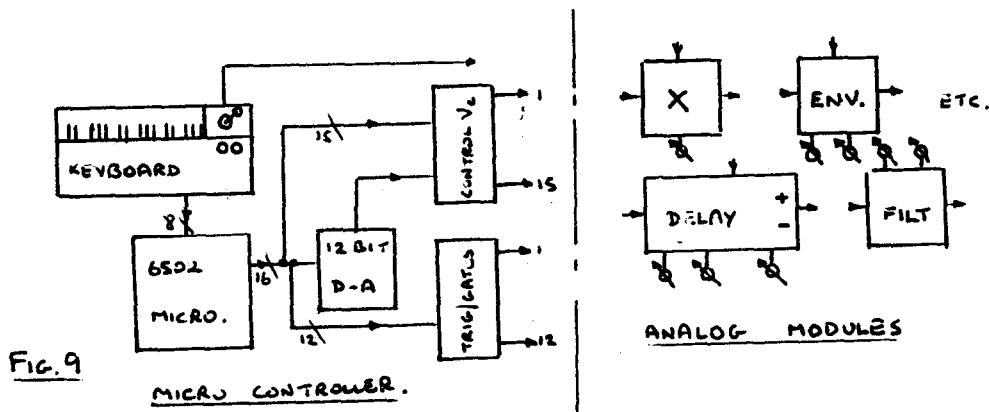 KEYBOARD
8
6502
MICRO.
16
15
12 BIT
D-A
12
CONTROL Vc
1
15
TRIG/GATES
1
12
FIG.9
MICRO CONTROLLER.
X
ENV.
ETC.
DELAY
+
-
FILT
ANALOG MODULES